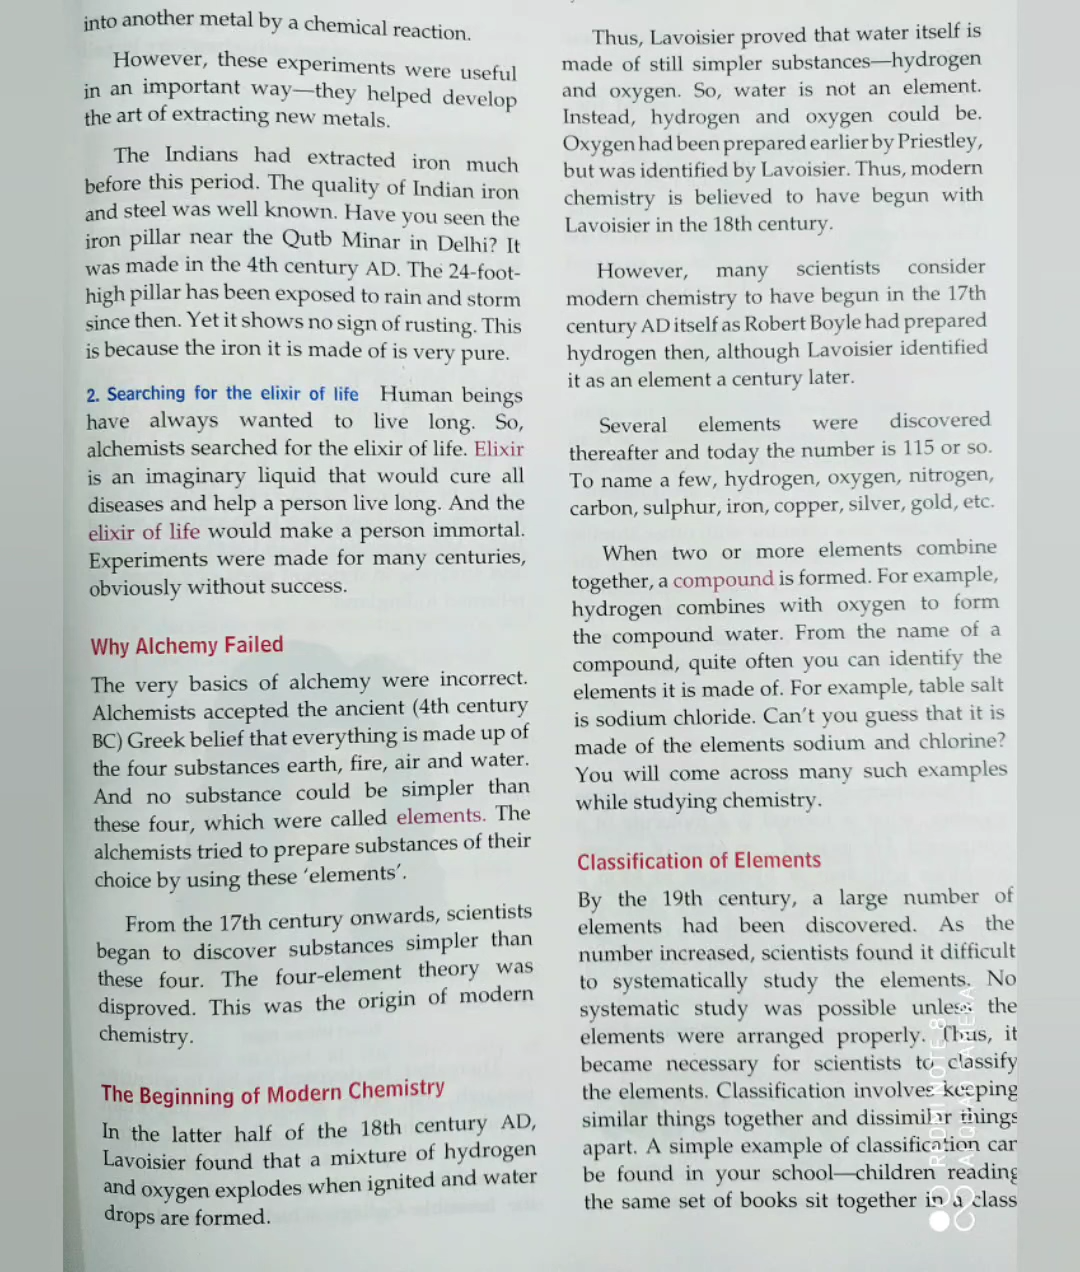 into another metal by a chemical reaction.
However, these experiments were useful
in an important way—they helped develop
the art of extracting new metals.
The Indians had extracted iron much
before this period. The quality of Indian iron
and steel was well known. Have you seen the
iron pillar near the Qutb Minar in Delhi? It
was made in the 4th century AD. The 24-foot-
high pillar has been exposed to rain and storm
since then. Yet it shows no sign of rusting. This
is because the iron it is made of is very pure.
2. Searching for the elixir of life Human beings
have always wanted to live long. So,
alchemists searched for the elixir of life. Elixir
is an imaginary liquid that would cure all
diseases and help a person live long. And the
elixir of life would make a person immortal.
Experiments were made for many centuries,
obviously without success.
Why Alchemy Failed
The very basics of alchemy were incorrect.
Alchemists accepted the ancient (4th century
BC) Greek belief that everything is made up of
the four substances earth, fire, air and water.
And no substance could be simpler than
these four, which were called elements. The
alchemists tried to prepare substances of their
choice by using these ‘elements’.
From the 17th century onwards, scientists
began to discover substances simpler than
these four. The four-element theory was
disproved. This was the origin of modern
chemistry.
The Beginning of Modern Chemistry
In the latter half of the 18th century AD,
Lavoisier found that a mixture of hydrogen
and oxygen explodes when ignited and water
drops are formed.
Thus, Lavoisier proved that water itself is
made of still simpler substances—hydrogen
and oxygen. So, water is not an element.
Instead, hydrogen and oxygen could be.
Oxygen had been prepared earlier by Priestley,
but was identified by Lavoisier. Thus, modern
chemistry is believed to have begun with
Lavoisier in the 18th century.
However, many scientists consider
modern chemistry to have begun in the 17th
century AD itself as Robert Boyle had prepared
hydrogen then, although Lavoisier identified
it as an element a century later.
Several elements were discovered
thereafter and today the number is 115 or so.
To name a few, hydrogen, oxygen, nitrogen,
carbon, sulphur, iron, copper, silver, gold, etc.
When two or more elements combine
together, a compound is formed. For example,
hydrogen combines with oxygen to form
the compound water. From the name of a
compound, quite often you can identify the
elements it is made of. For example, table salt
is sodium chloride. Can’t you guess that it is
made of the elements sodium and chlorine?
You will come across many such examples
while studying chemistry.
Classification of Elements
By the 19th century, a large number of
elements had been discovered. As the
number increased, scientists found it difficult
to systematically study the elements. No
systematic study was possible unless the
elements were arranged properly. Thus, it
became necessary for scientists to classify
the elements. Classification involves keeping
similar things together and dissimilar things
apart. A simple example of classification can
be found in your school—children reading
the same set of books sit together in a class
REDMI NOTE 8
AI QUAD CAMERA